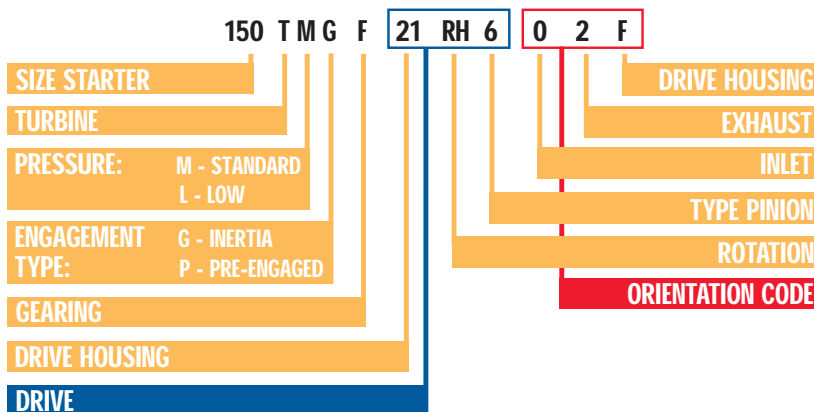 150 T M G F 21 RH 6 0 2 F
SIZE STARTER
TURBINE
PRESSURE: M - STANDARD
L - LOW
ENGAGEMENT TYPE: G - INERTIA
P - PRE-ENGAGED
GEARING
DRIVE HOUSING
DRIVE
DRIVE HOUSING
EXHAUST
INLET
TYPE PINION
ROTATION
ORIENTATION CODE